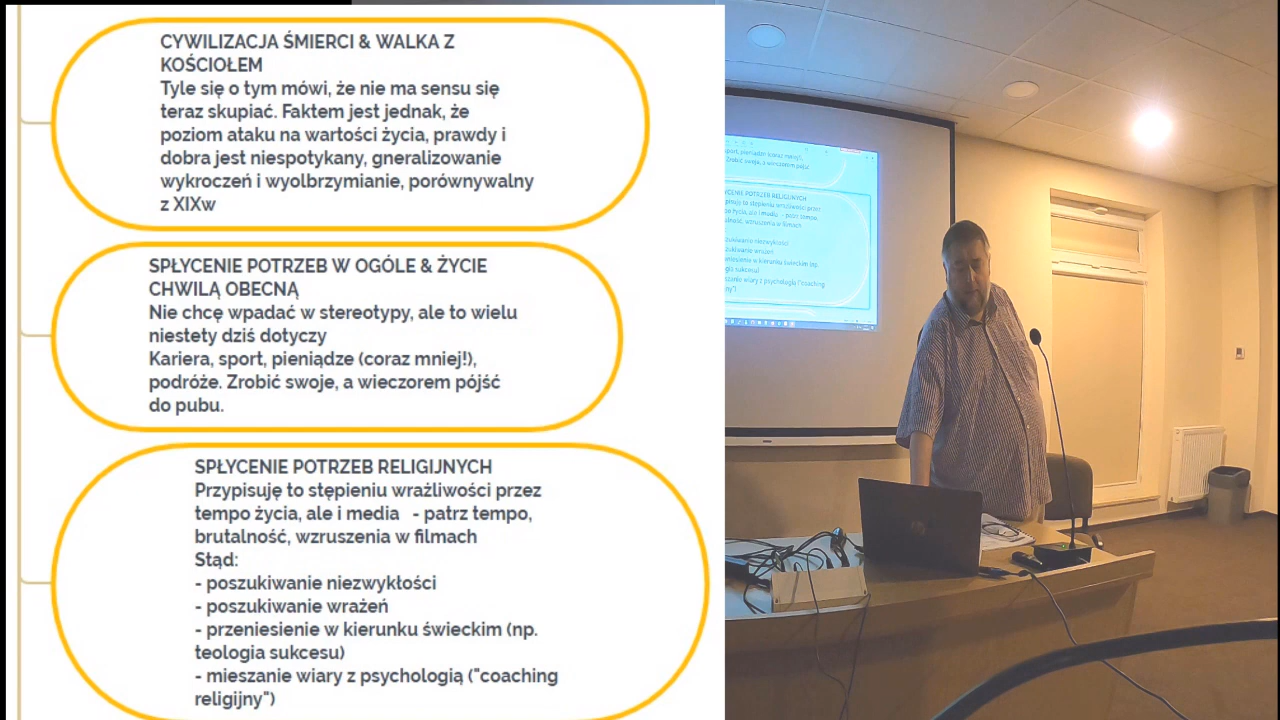 CYWILIZACJA ŚMIERCI & WALKA Z
KOŚCIOŁEM
Tyle się o tym mówi, że nie ma sensu się
teraz skupiać. Faktem jest jednak, że
poziom ataku na wartości życia, prawdy i
dobra jest niespotykany, gneralizowanie
wykroczeń i wyolbrzymianie, porównywalny
z XIXw
SPŁYCENIE POTRZEB W OGÓLE & ŻYCIE
CHWILĄ OBECNĄ
Nie chcę wpadać w stereotypy, ale to wielu
niestety dziś dotyczy
Kariera, sport, pieniądze (coraz mniej!),
podróże. Zrobić swoje, a wieczorem pójść
do pubu.
SPŁYCENIE POTRZEB RELIGIJNYCH
Przypisuję to stępieniu wrażliwości przez
tempo życia, ale i media - patrz tempo,
brutalność, wzruszenia w filmach
Stąd:
- poszukiwanie niezwykłości
- poszukiwanie wrażeń
- przeniesienie w kierunku świeckim (np.
teologia sukcesu)
- mieszanie wiary z psychologią ("coaching
religijny")